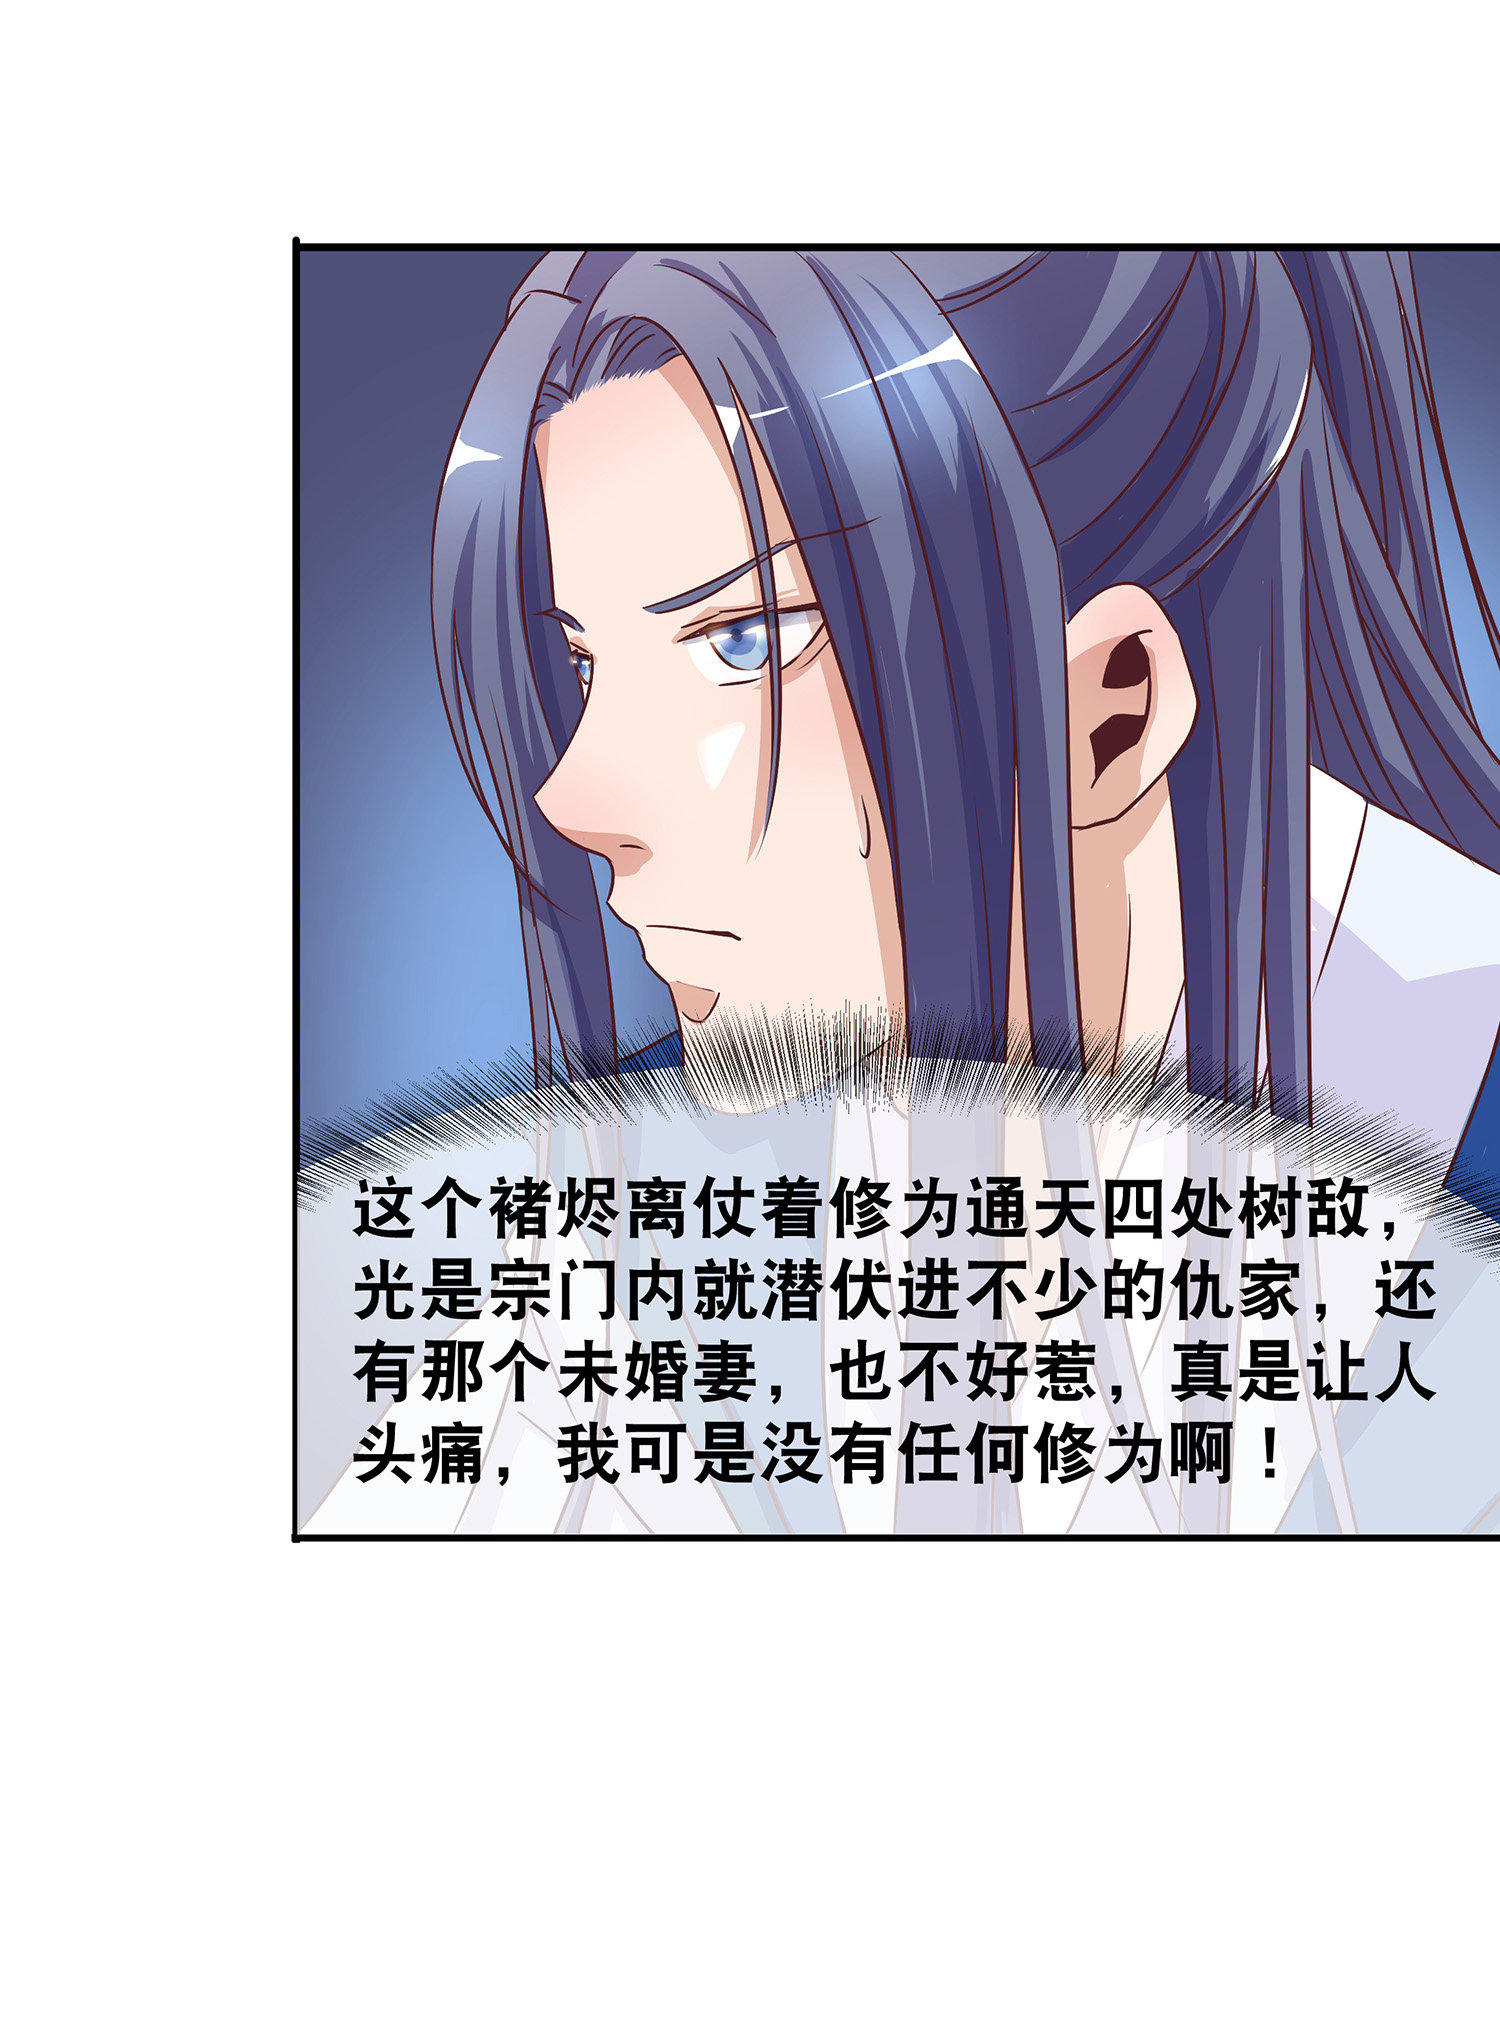 这个褚烬离仗着修为通天四处树敌，
光是宗门内就潜伏进不少的仇家，还
有那个未婚妻，也不好惹，真是让人
头痛，我可是没有任何修为啊！